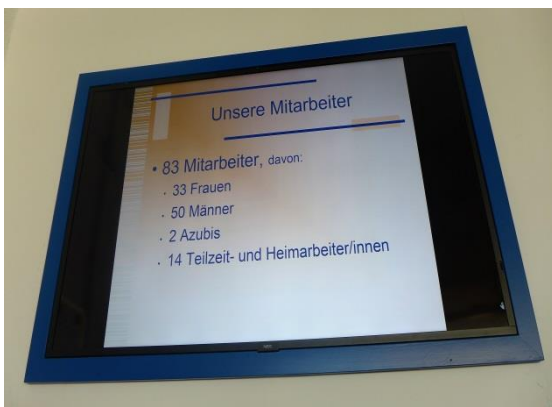 Unsere Mitarbeiter
• 83 Mitarbeiter, davon:
• 33 Frauen
• 50 Männer
• 2 Azubis
• 14 Teilzeit- und Heimarbeiter/innen